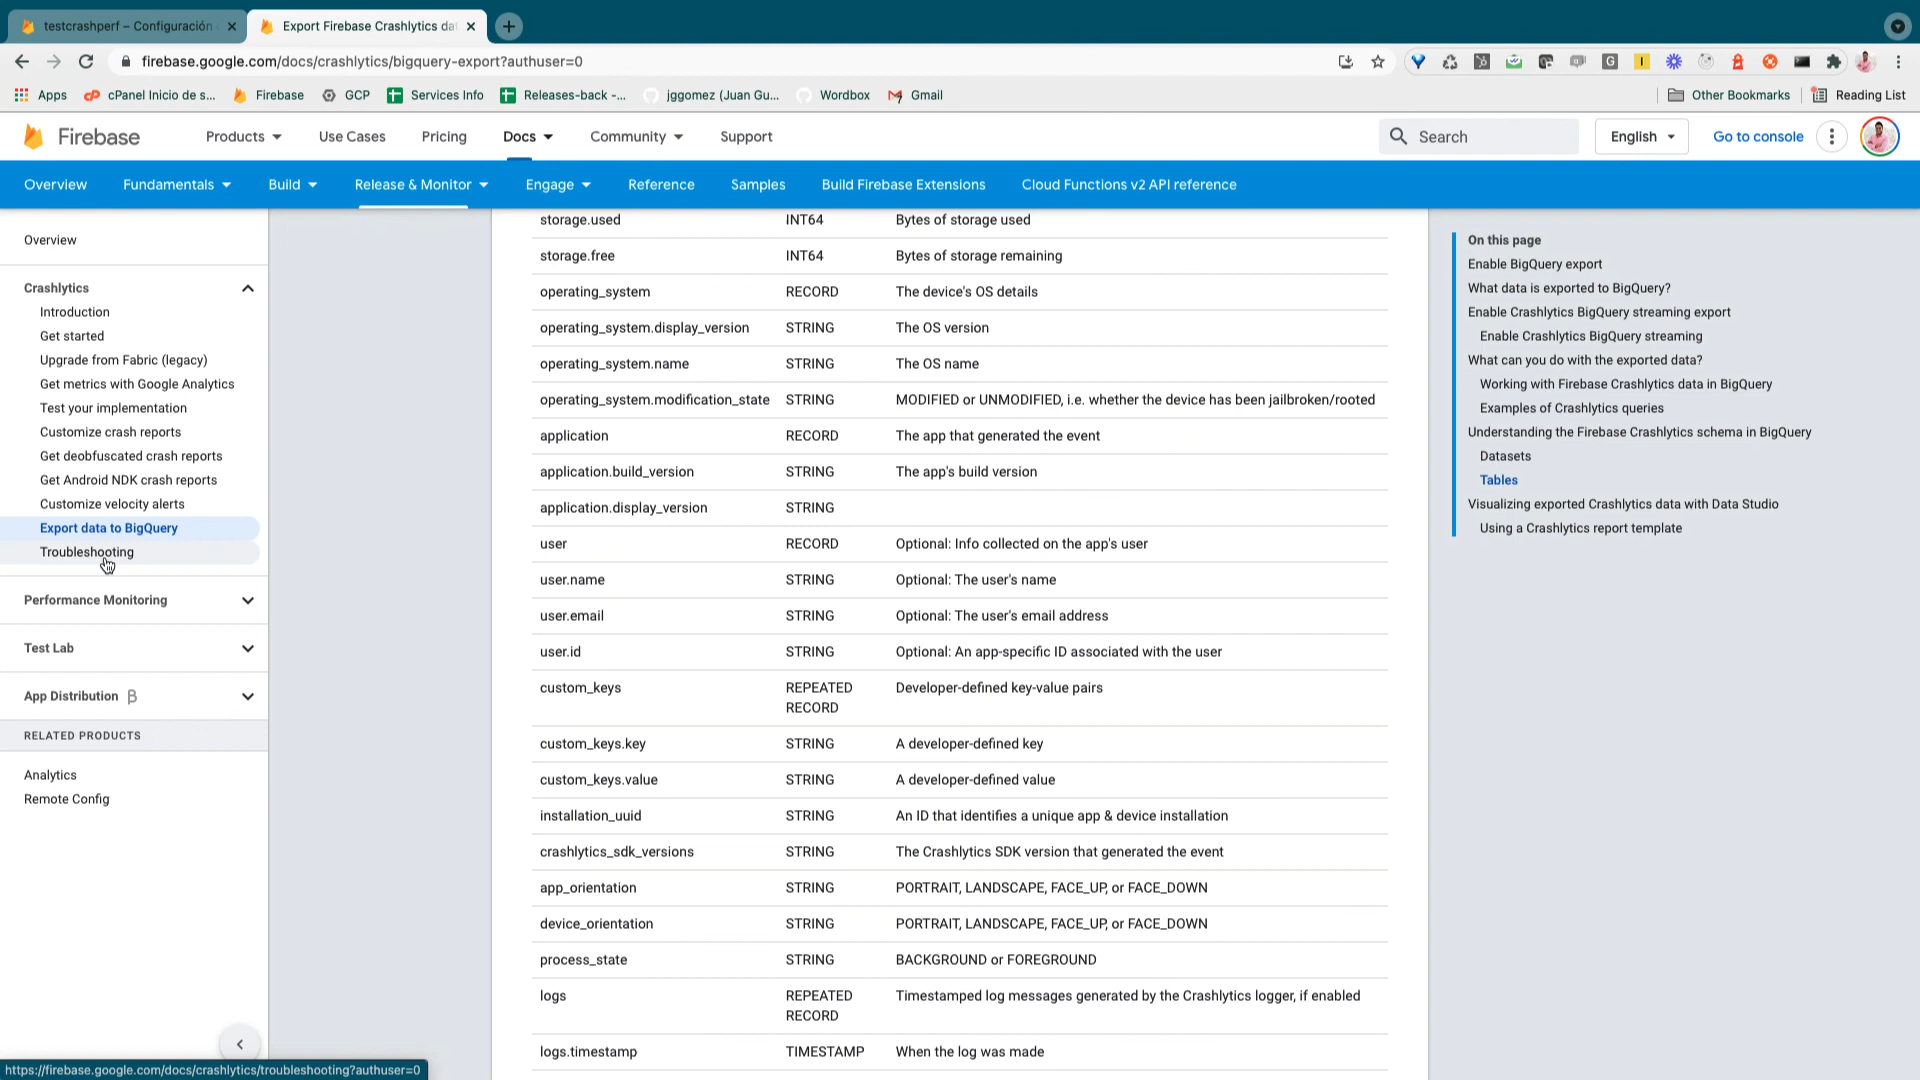 testcrashperf – Configuración
Export Firebase Crashlytics da
firebase.google.com/docs/crashlytics/bigquery-export?authuser=0
Apps
cPanel Inicio de s...
Firebase
GCP
Services Info
Releases-back -...
jggomez (Juan Gu...
Wordbox
Gmail
Other Bookmarks
Reading List
Firebase
Products
Use Cases
Pricing
Docs
Community
Support
Search
English
Go to console
Overview
Fundamentals
Build
Release & Monitor
Engage
Reference
Samples
Build Firebase Extensions
Cloud Functions v2 API reference
Overview
Crashlytics
Introduction
Get started
Upgrade from Fabric (legacy)
Get metrics with Google Analytics
Test your implementation
Customize crash reports
Get deobfuscated crash reports
Get Android NDK crash reports
Customize velocity alerts
Export data to BigQuery
Troubleshooting
Performance Monitoring
Test Lab
App Distribution β
RELATED PRODUCTS
Analytics
Remote Config
storage.used INT64 Bytes of storage used
storage.free INT64 Bytes of storage remaining
operating_system RECORD The device's OS details
operating_system.display_version STRING The OS version
operating_system.name STRING The OS name
operating_system.modification_state STRING MODIFIED or UNMODIFIED, i.e. whether the device has been jailbroken/rooted
application RECORD The app that generated the event
application.build_version STRING The app's build version
application.display_version STRING
user RECORD Optional: Info collected on the app's user
user.name STRING Optional: The user's name
user.email STRING Optional: The user's email address
user.id STRING Optional: An app-specific ID associated with the user
custom_keys REPEATED Developer-defined key-value pairs
RECORD
custom_keys.key STRING A developer-defined key
custom_keys.value STRING A developer-defined value
installation_uuid STRING An ID that identifies a unique app & device installation
crashlytics_sdk_versions STRING The Crashlytics SDK version that generated the event
app_orientation STRING PORTRAIT, LANDSCAPE, FACE_UP, or FACE_DOWN
device_orientation STRING PORTRAIT, LANDSCAPE, FACE_UP, or FACE_DOWN
process_state STRING BACKGROUND or FOREGROUND
logs REPEATED Timestamped log messages generated by the Crashlytics logger, if enabled
RECORD
logs.timestamp TIMESTAMP When the log was made
On this page
Enable BigQuery export
What data is exported to BigQuery?
Enable Crashlytics BigQuery streaming export
Enable Crashlytics BigQuery streaming
What can you do with the exported data?
Working with Firebase Crashlytics data in BigQuery
Examples of Crashlytics queries
Understanding the Firebase Crashlytics schema in BigQuery
Datasets
Tables
Visualizing exported Crashlytics data with Data Studio
Using a Crashlytics report template
https://firebase.google.com/docs/crashlytics/troubleshooting?authuser=0